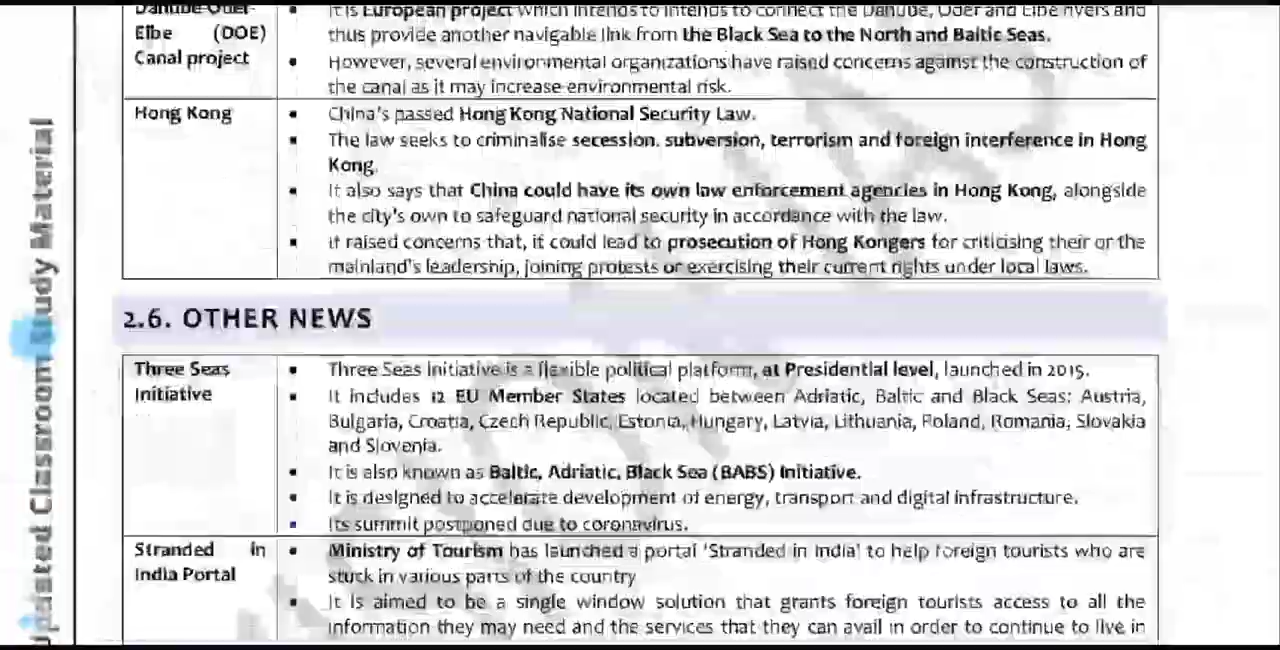 Danube-Oder-
Elbe (DOE)
Canal project
It is European project which intends to intends to connect the Danube, Oder and Elbe rivers and
thus provide another navigable link from the Black Sea to the North and Baltic Seas.
However, several environmental organizations have raised concerns against the construction of
the canal as it may increase environmental risk.
Hong Kong
China's passed Hong Kong National Security Law.
The law seeks to criminalise secession, subversion, terrorism and foreign interference in Hong
Kong.
It also says that China could have its own law enforcement agencies in Hong Kong, alongside
the city's own to safeguard national security in accordance with the law.
It raised concerns that, it could lead to prosecution of Hong Kongers for criticising their or the
mainland's leadership, joining protests or exercising their current rights under local laws.
2.6. OTHER NEWS
Three Seas
Initiative
Three Seas Initiative is a flexible political platform, at Presidential level, launched in 2015.
It includes 12 EU Member States located between Adriatic, Baltic and Black Seas: Austria,
Bulgaria, Croatia, Czech Republic, Estonia, Hungary, Latvia, Lithuania, Poland, Romania, Slovakia
and Slovenia.
It is also known as Baltic, Adriatic, Black Sea (BABS) Initiative.
It is designed to accelerate development of energy, transport and digital infrastructure.
Its summit postponed due to coronavirus.
Stranded in
India Portal
Ministry of Tourism has launched a portal 'Stranded in India' to help foreign tourists who are
stuck in various parts of the country
It is aimed to be a single window solution that grants foreign tourists access to all the
information they may need and the services that they can avail in order to continue to live in
Updated Classroom Study Material